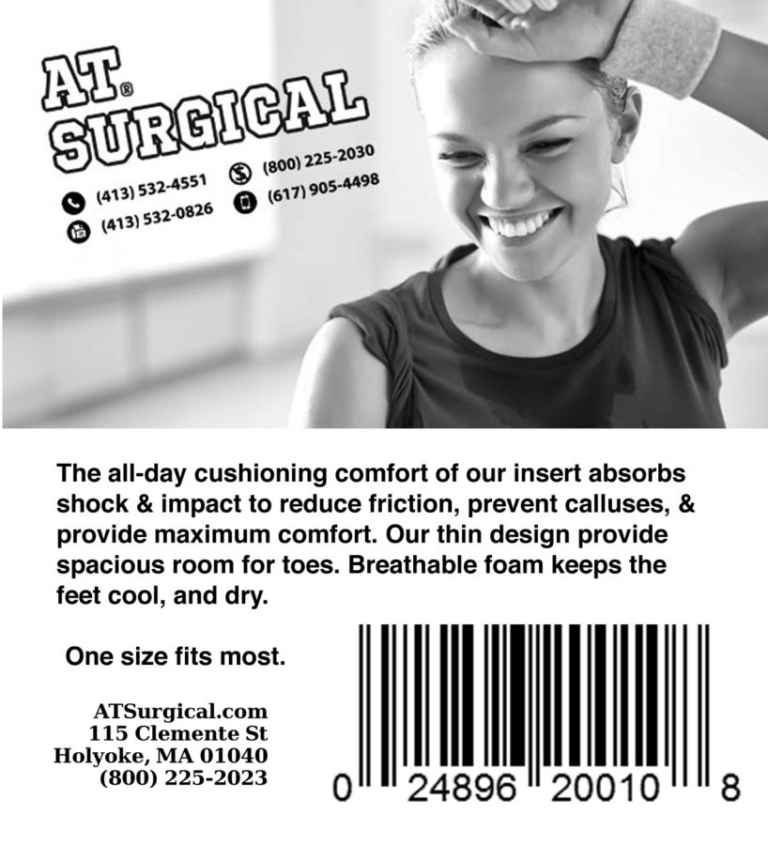 AT®
SURGICAL
(413) 532-4551 (800) 225-2030
(413) 532-0826 (617) 905-4498
The all-day cushioning comfort of our insert absorbs
shock & impact to reduce friction, prevent calluses, &
provide maximum comfort. Our thin design provide
spacious room for toes. Breathable foam keeps the
feet cool, and dry.
One size fits most.
ATSurgical.com
115 Clemente St
Holyoke, MA 01040
(800) 225-2023
0 24896 20010 8